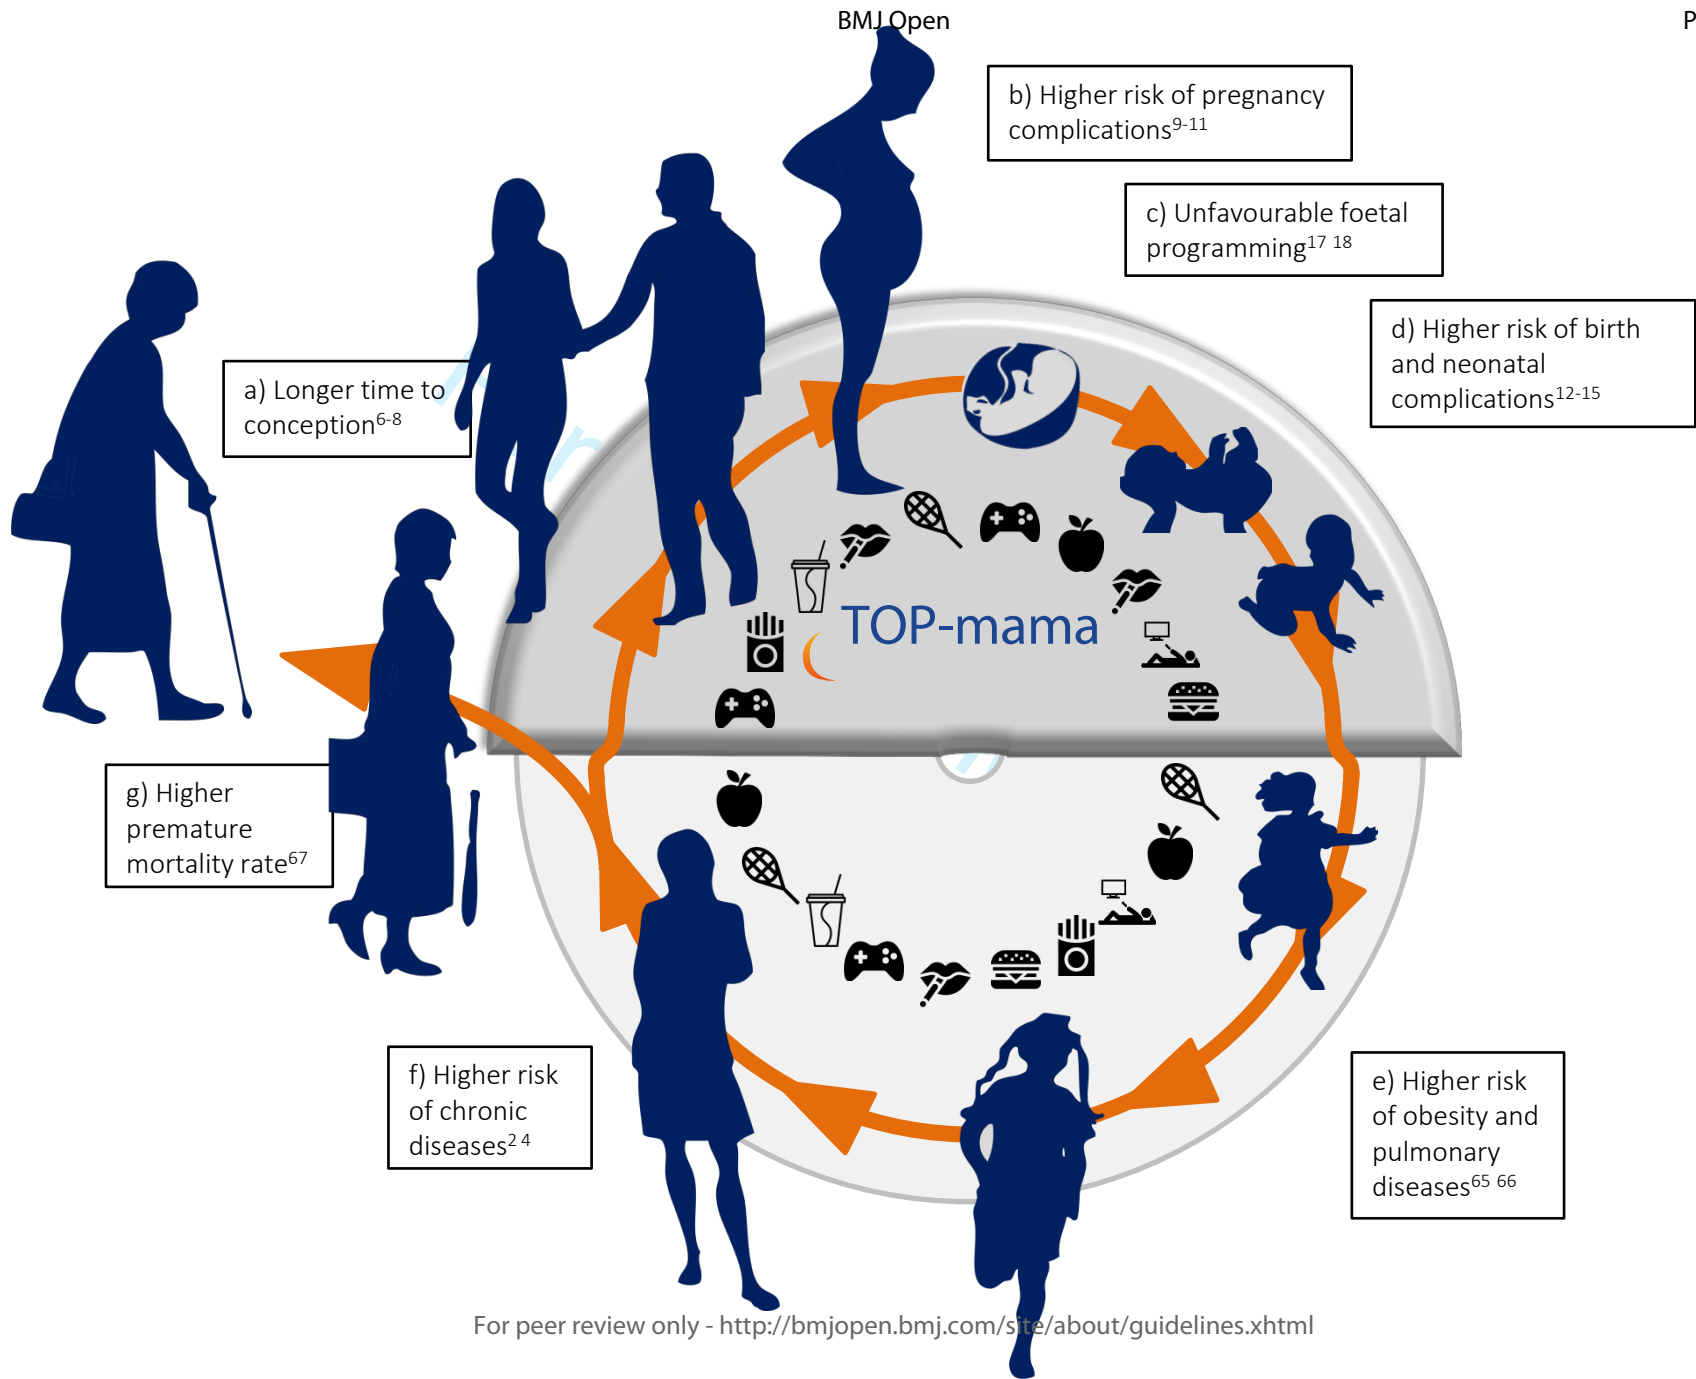 BMJ Open
P
b) Higher risk of pregnancy
complications9-11
c) Unfavourable foetal
programming17 18
d) Higher risk of birth
and neonatal
complications12-15
a) Longer time to
conception6-8
TOP-mama
g) Higher
premature
mortality rate67
f) Higher risk
of chronic
diseases2 4
e) Higher risk
of obesity and
pulmonary
diseases65 66
For peer review only - http://bmjopen.bmj.com/site/about/guidelines.xhtml